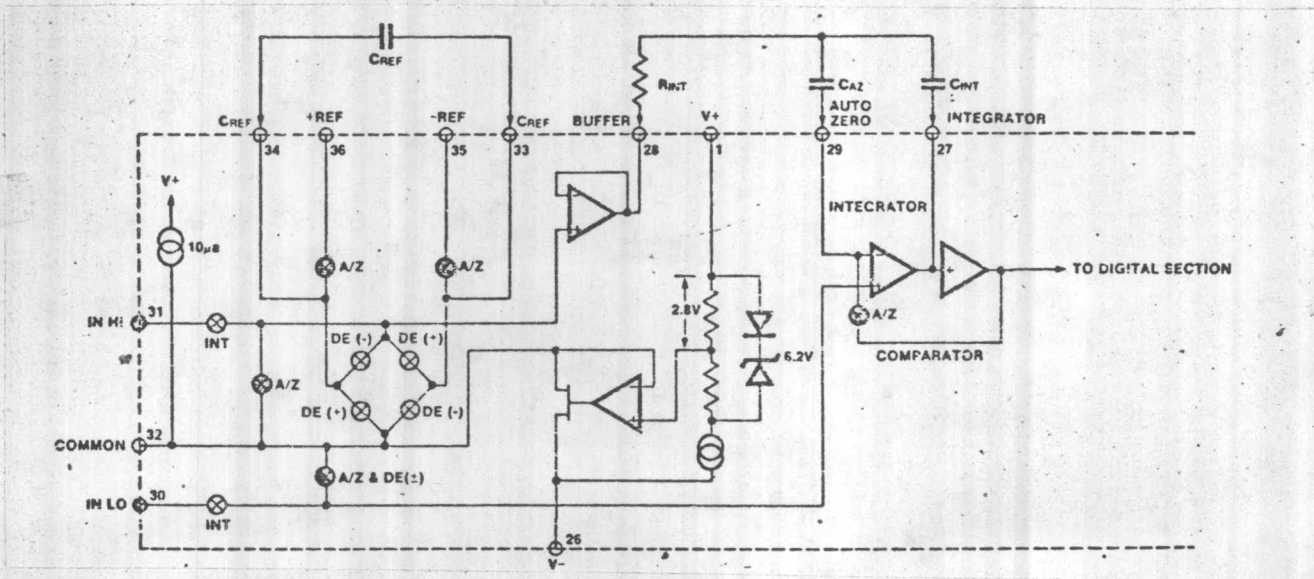 CREF
CREF +REF -REF CREF BUFFER V+
34 36 35 33 28 1
RINT
CAZ CINT
AUTO ZERO
INTEGRATOR
29 27
V+
10μa
A/Z A/Z
INTEGRATOR
A/Z
COMPARATOR
TO DIGITAL SECTION
2.8V
6.2V
IN HI 31
INT
DE (-) DE (+)
A/Z
DE (+) DE (-)
COMMON 32
A/Z & DE(±)
IN LO 30
INT
26
V-